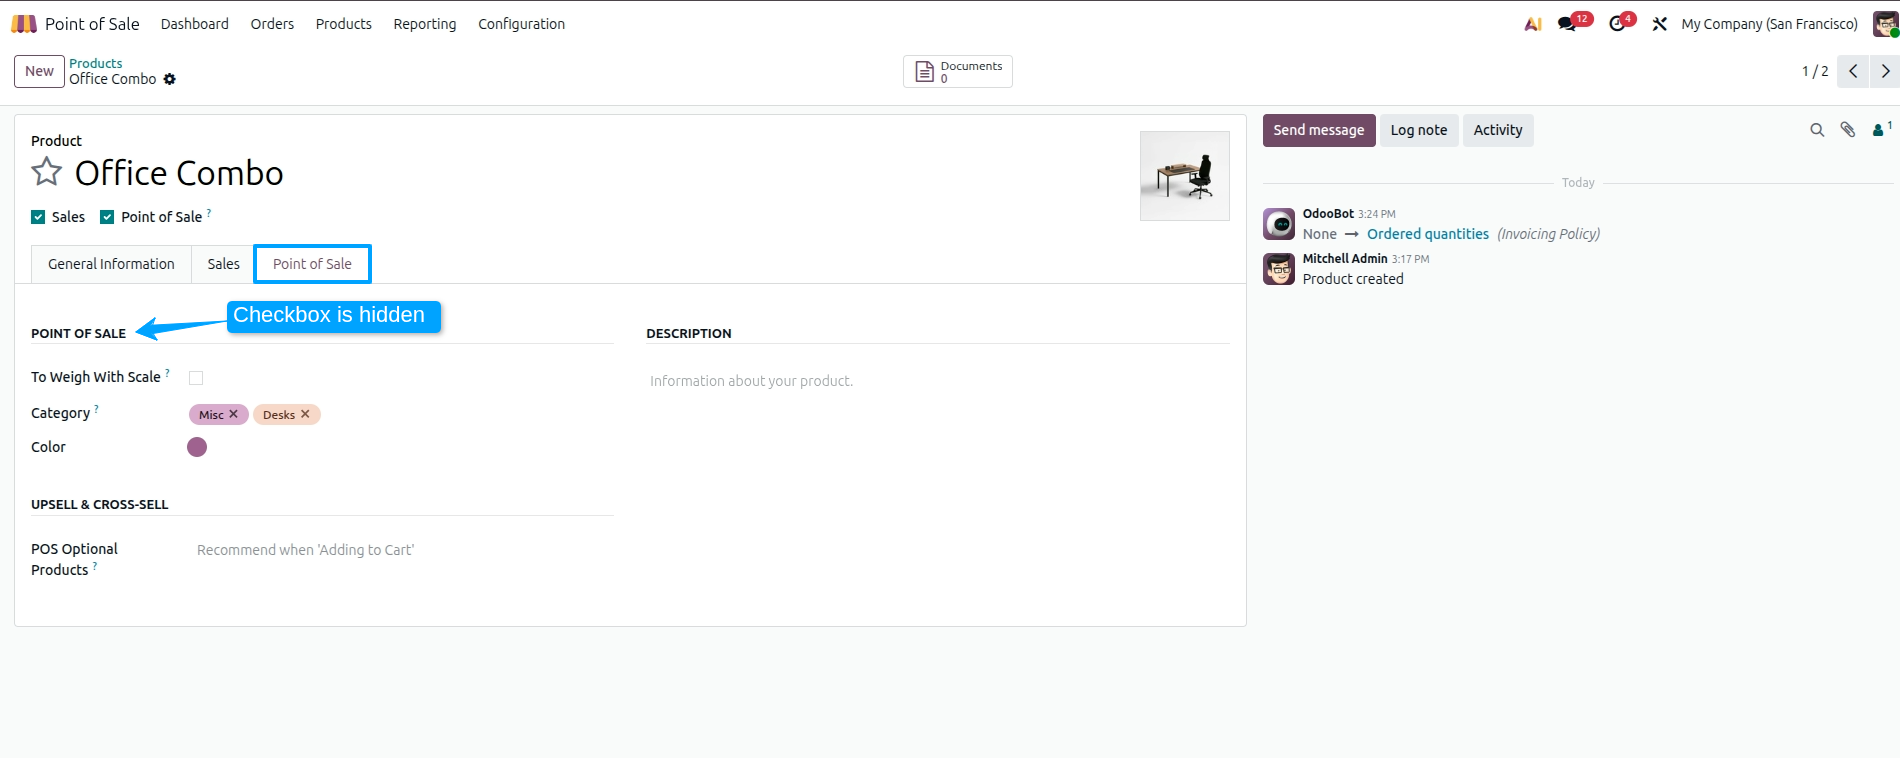 Point of Sale Dashboard Orders Products Reporting Configuration AI 12 4 My Company (San Francisco)
New Products Documents 1 / 2
Office Combo 0
Product
Office Combo
Sales Point of Sale ?
General Information Sales Point of Sale
Checkbox is hidden
POINT OF SALE
To Weigh With Scale ?
Category ? Misc Desks
Color
UPSELL & CROSS-SELL
POS Optional Products ? Recommend when 'Adding to Cart'
DESCRIPTION
Information about your product.
Send message Log note Activity 1
Today
OdooBot 3:24 PM
None → Ordered quantities (Invoicing Policy)
Mitchell Admin 3:17 PM
Product created